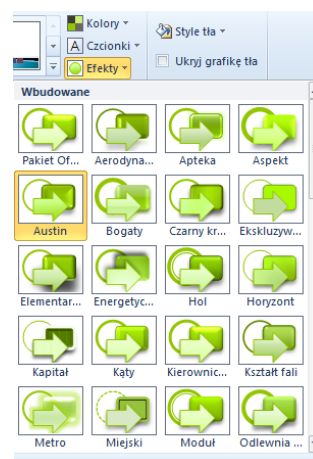 Kolory
Czcionki
Efekty
Style tła
Ukryj grafikę tła
Wbudowane
Pakiet Of... Aerodyna... Apteka Aspekt
Austin Bogaty Czarny kr... Ekskluzyw...
Elementar... Energetyc... Hol Horyzont
Kapitał Kąty Kierownic... Kształt fali
Metro Miejski Moduł Odlewnia ...